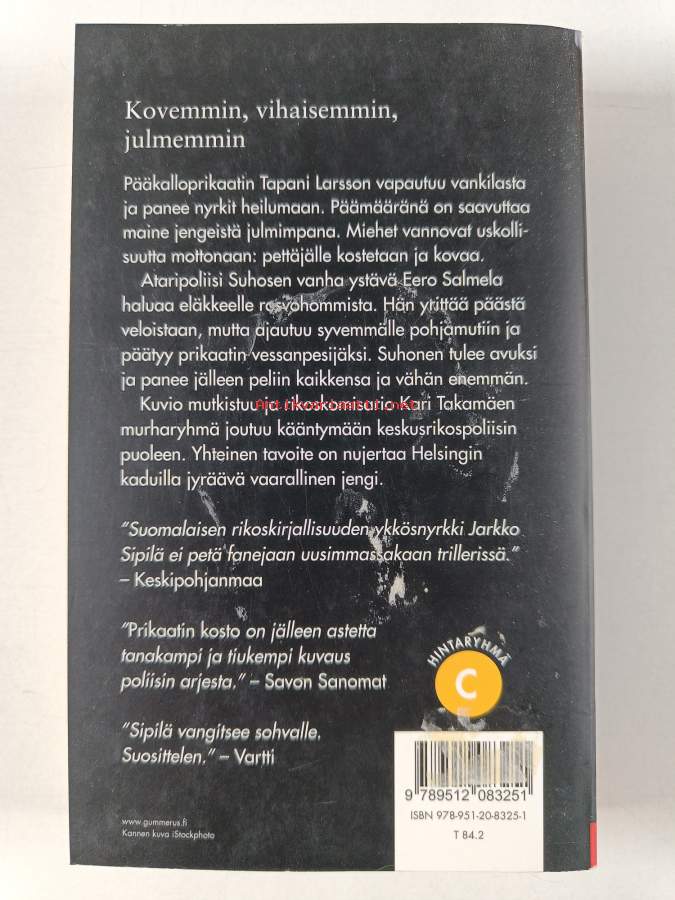 Kovemmin, vihaisemmin,
julmemmin
Pääkalloprikaatin Tapani Larsson vapautuu vankilasta
ja panee nyrkit heilumaan. Päämääränä on saavuttaa
maine jengeistä julmimpana. Miehet vannovat uskolli-
suutta mottonaan: pettäjälle kostetaan ja kovaa.
Ataripoliisi Suhosen vanha ystävä Eero Salmela
haluaa eläkkeelle rosvohommista. Hän yrittää päästä
veloistaan, mutta ajautuu syvemmälle pohjamutiin ja
päätyy prikaatin vessanpesijäksi. Suhonen tulee avuksi
ja panee jälleen peliin kaikkensa ja vähän enemmän.
Kuvio mutkistuu ja rikoskomisario Kari Takamäen
Antikvariaatti.net
murharyhmä joutuu kääntymään keskusrikospoliisin
puoleen. Yhteinen tavoite on nujertaa Helsingin
kaduilla jyräävä vaarallinen jengi.
"Suomalaisen rikoskirjallisuuden ykkösnyrkki Jarkko
Sipilä ei petä fanejaan uusimmassakaan trillerissä."
– Keskipohjanmaa
"Prikaatin kosto on jälleen astetta
tanakampi ja tiukempi kuvaus
poliisin arjesta." – Savon Sanomat
HINTARYHMÄ
C
"Sipilä vangitsee sohvalle.
Suosittelen." – Vartti
9 789512 083251
ISBN 978-951-20-8325-1
T 84.2
www.gummerus.fi
Kannen kuva iStockphoto